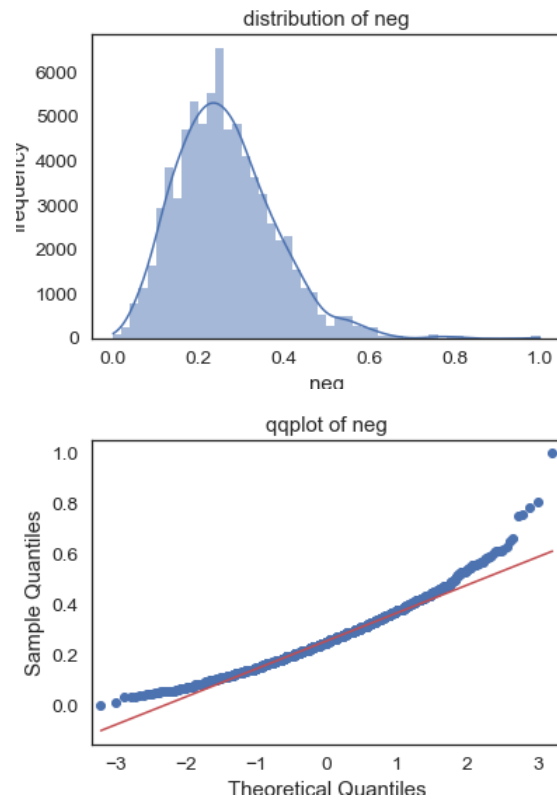 distribution of neg
6000
5000
4000
3000
2000
1000
0
frequency
0.0 0.2 0.4 0.6 0.8 1.0
neg
qqplot of neg
1.0
0.8
0.6
0.4
0.2
0.0
Sample Quantiles
−3 −2 −1 0 1 2 3
Theoretical Quantiles